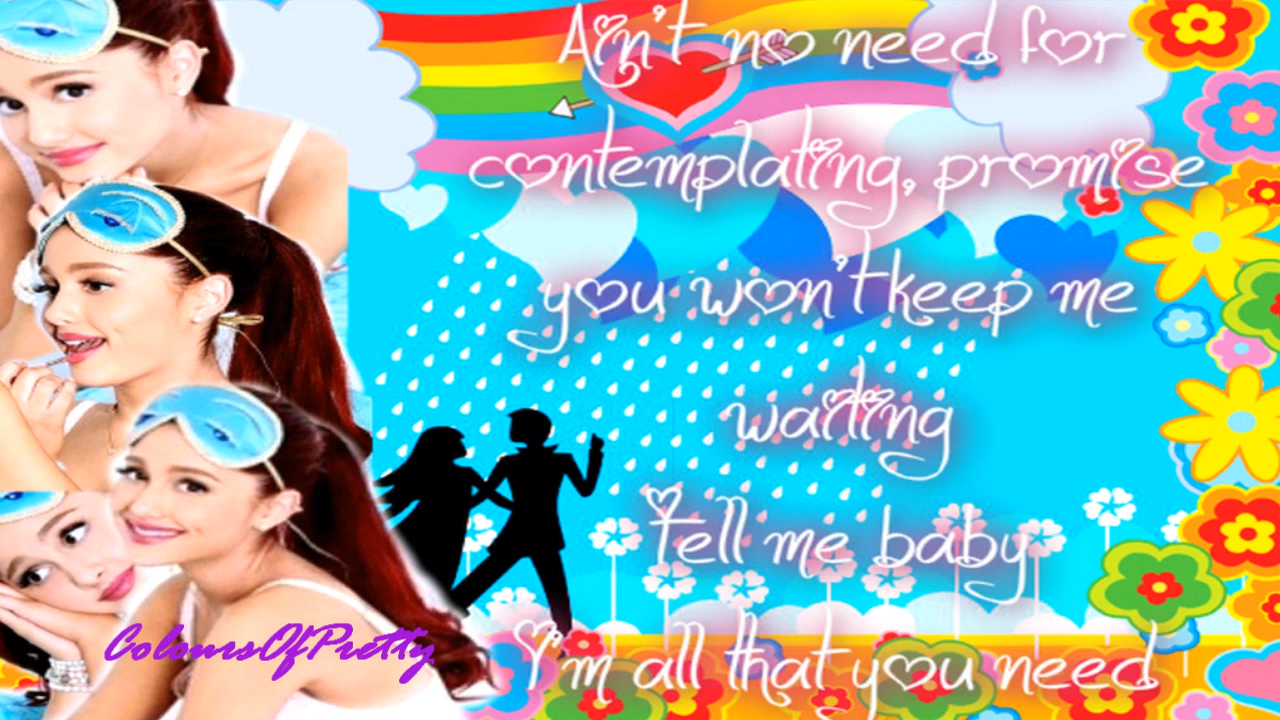 Ain't no need for
contemplating, promise
you won't keep me
waiting
Tell me baby
I'm all that you need
ColoursOfPretty